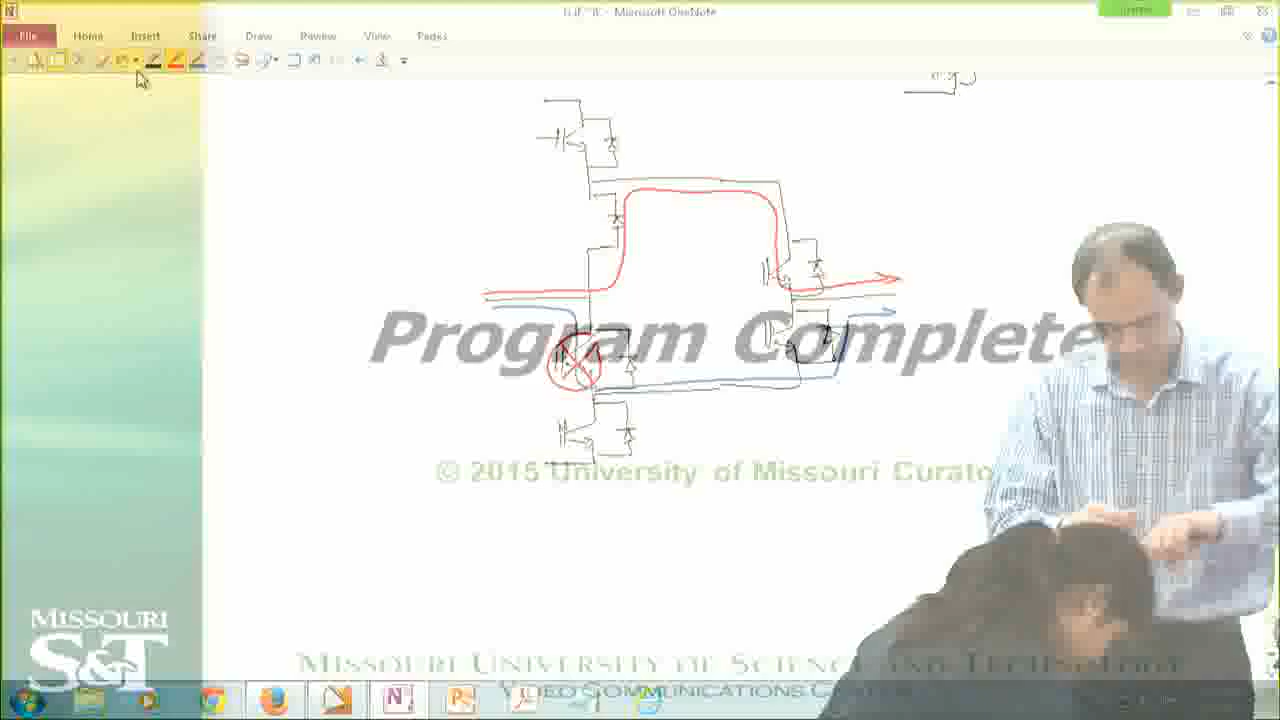 Microsoft OneNote
File Home Insert Share Draw Review View Pages
Program Complete
© 2015 University of Missouri Curato
MISSOURI
S&T
MISSOURI UNIVERSITY OF SCIENCE AND TECHNOLOGY
VIDEO COMMUNICATIONS